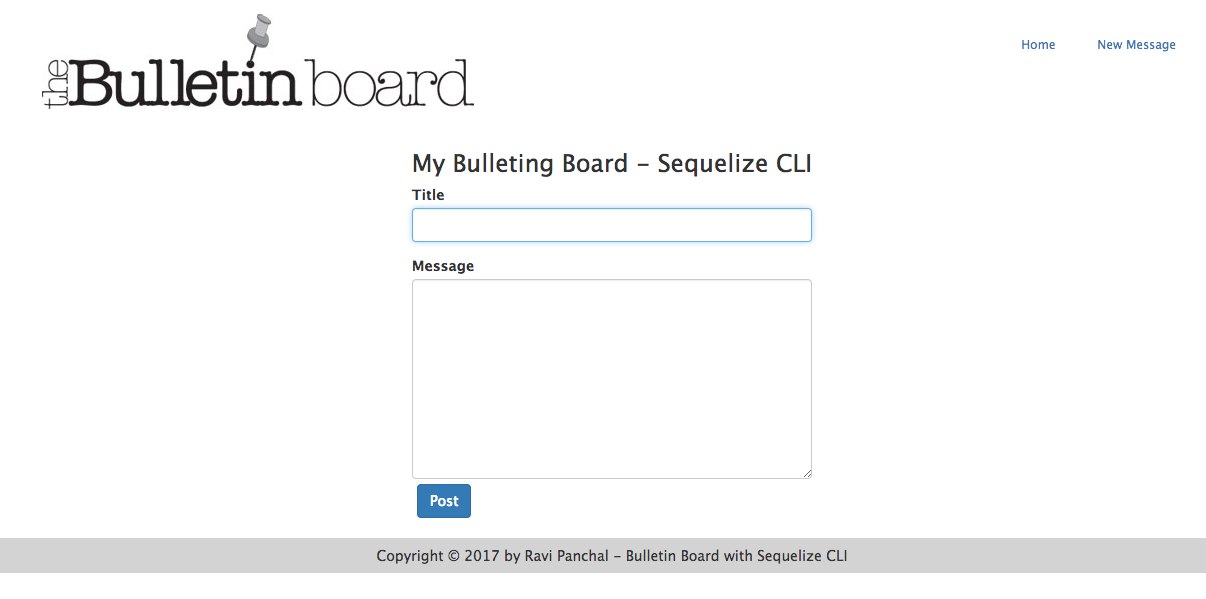 the Bulletin board
Home
New Message
My Bulleting Board – Sequelize CLI
Title
Message
Post
Copyright © 2017 by Ravi Panchal – Bulletin Board with Sequelize CLI